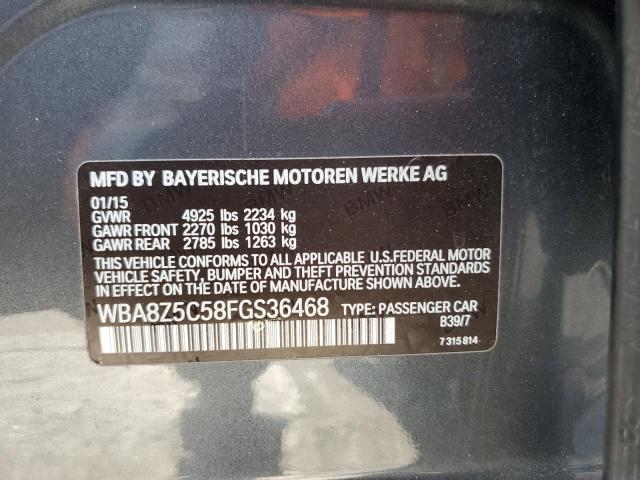 MFD BY BAYERISCHE MOTOREN WERKE AG
01/15
GVWR 4925 lbs 2234 kg
GAWR FRONT 2270 lbs 1030 kg
GAWR REAR 2785 lbs 1263 kg
THIS VEHICLE CONFORMS TO ALL APPLICABLE U.S.FEDERAL MOTOR
VEHICLE SAFETY, BUMPER AND THEFT PREVENTION STANDARDS
IN EFFECT ON THE DATE OF MANUFACTURE SHOWN ABOVE.
WBA8Z5C58FGS36468 TYPE: PASSENGER CAR
B39/7
7 315 814